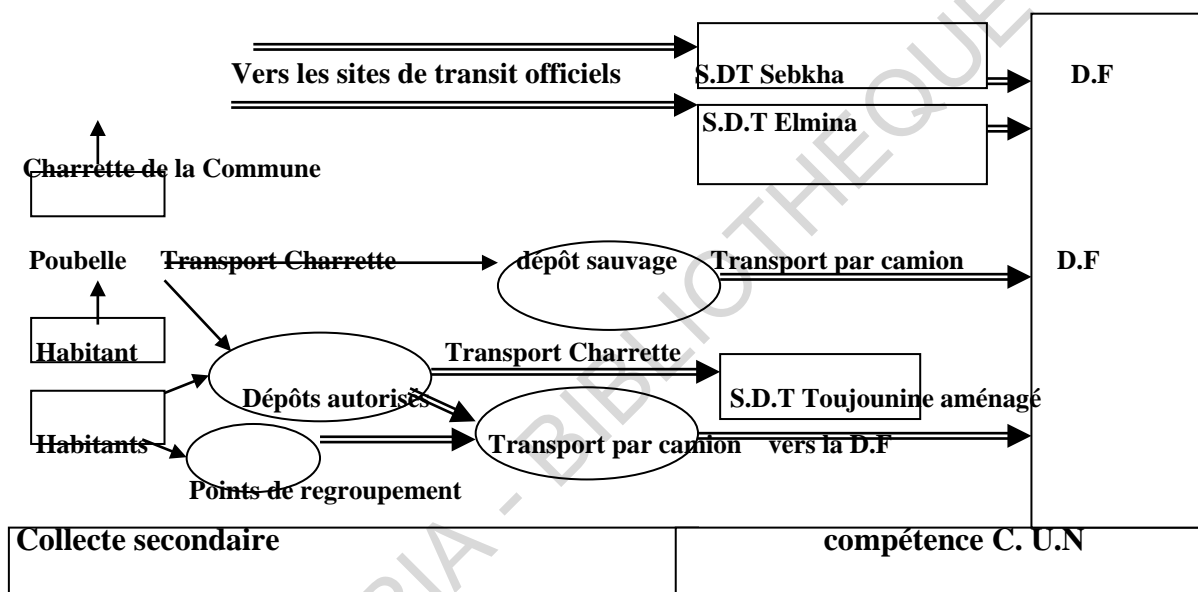 Vers les sites de transit officiels S.DT Sebkha D.F
S.D.T Elmina
Charrette de la Commune
Poubelle Transport Charrette dépôt sauvage Transport par camion D.F
Habitant Transport Charrette
Dépôts autorisés S.D.T Toujounine aménagé
Habitants Transport par camion vers la D.F
Points de regroupement
Collecte secondaire compétence C. U.N
- BIBLIOTHEQUE